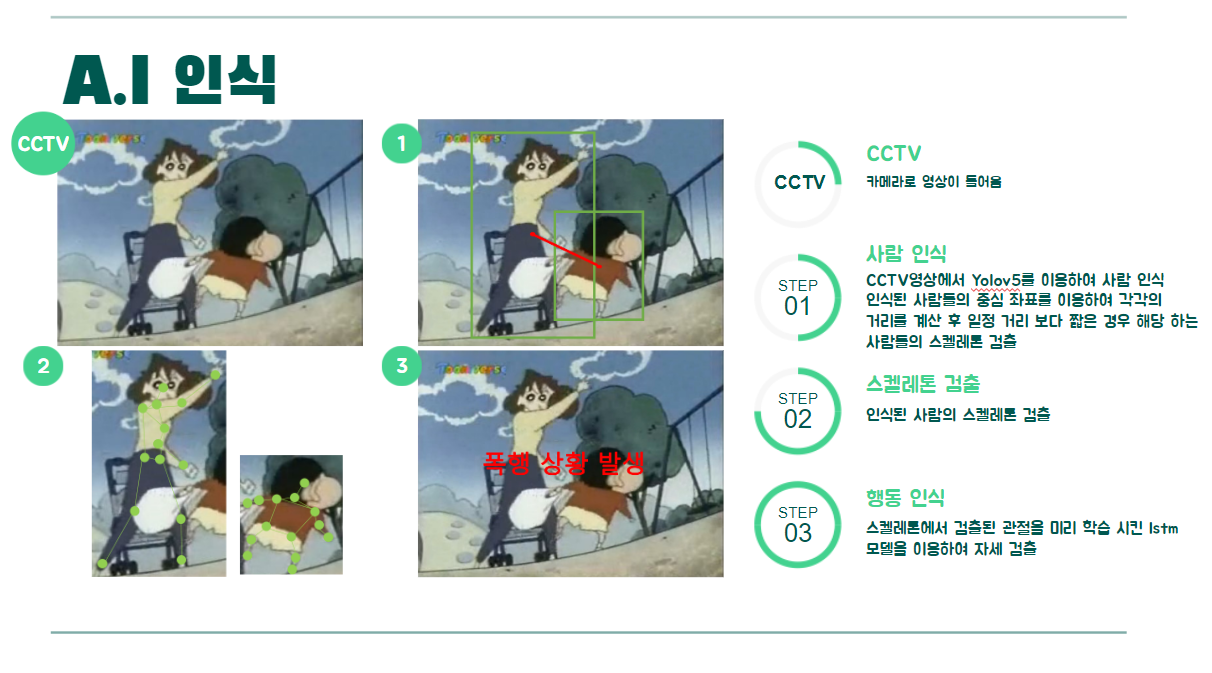 A.I 인식
CCTV
1
2
3
폭행 상황 발생
CCTV
CCTV
카메라로 영상이 들어옴
STEP
01
사람 인식
CCTV영상에서 Yolov5를 이용하여 사람 인식
인식된 사람들의 중심 좌표를 이용하여 각각의
거리를 계산 후 일정 거리 보다 짧은 경우 해당 하는
사람들의 스켈레톤 검출
STEP
02
스켈레톤 검출
인식된 사람의 스켈레톤 검출
STEP
03
행동 인식
스켈레톤에서 검출된 관절을 미리 학습 시킨 lstm
모델을 이용하여 자세 검출